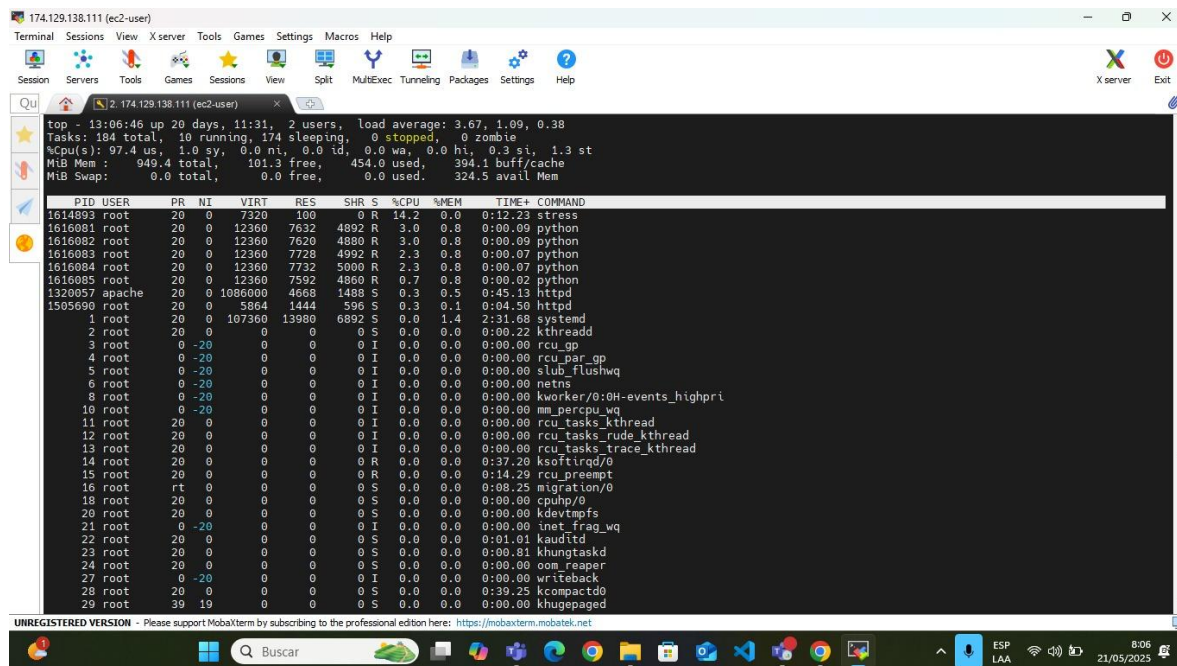 174.129.138.111 (ec2-user)
Terminal Sessions View X server Tools Games Settings Macros Help
Session Servers Tools Games Sessions View Split MultiExec Tunneling Packages Settings Help X server Exit
Qu 2. 174.129.138.111 (ec2-user)
top - 13:06:46 up 20 days, 11:31, 2 users, load average: 3.67, 1.09, 0.38
Tasks: 184 total, 10 running, 174 sleeping, 0 stopped, 0 zombie
%Cpu(s): 97.4 us, 1.0 sy, 0.0 ni, 0.0 id, 0.0 wa, 0.0 hi, 0.3 si, 1.3 st
MiB Mem : 949.4 total, 101.3 free, 454.0 used, 394.1 buff/cache
MiB Swap: 0.0 total, 0.0 free, 0.0 used. 324.5 avail Mem
PID USER PR NI VIRT RES SHR S %CPU %MEM TIME+ COMMAND
1614893 root 20 0 7320 100 0 R 14.2 0.0 0:12.23 stress
1616081 root 20 0 12360 7632 4892 R 3.0 0.8 0:00.09 python
1616082 root 20 0 12360 7620 4880 R 3.0 0.8 0:00.09 python
1616083 root 20 0 12360 7728 4992 R 2.3 0.8 0:00.07 python
1616084 root 20 0 12360 7732 5000 R 2.3 0.8 0:00.07 python
1616085 root 20 0 12360 7592 4860 R 0.7 0.8 0:00.02 python
1320057 apache 20 0 1086000 4668 1488 S 0.3 0.5 0:45.13 httpd
1505690 root 20 0 5864 1444 596 S 0.3 0.1 0:04.50 httpd
1 root 20 0 107360 13980 6892 S 0.0 1.4 2:31.68 systemd
2 root 20 0 0 0 0 S 0.0 0.0 0:00.22 kthreadd
3 root 0 -20 0 0 0 I 0.0 0.0 0:00.00 rcu_gp
4 root 0 -20 0 0 0 I 0.0 0.0 0:00.00 rcu_par_gp
5 root 0 -20 0 0 0 I 0.0 0.0 0:00.00 slub_flushwq
6 root 0 -20 0 0 0 I 0.0 0.0 0:00.00 netns
8 root 0 -20 0 0 0 I 0.0 0.0 0:00.00 kworker/0:0H-events_highpri
10 root 0 -20 0 0 0 I 0.0 0.0 0:00.00 mm_percpu_wq
11 root 20 0 0 0 0 I 0.0 0.0 0:00.00 rcu_tasks_kthread
12 root 20 0 0 0 0 I 0.0 0.0 0:00.00 rcu_tasks_rude_kthread
13 root 20 0 0 0 0 I 0.0 0.0 0:00.00 rcu_tasks_trace_kthread
14 root 20 0 0 0 0 R 0.0 0.0 0:37.20 ksoftirqd/0
15 root 20 0 0 0 0 R 0.0 0.0 0:14.29 rcu_preempt
16 root rt 0 0 0 0 S 0.0 0.0 0:08.25 migration/0
18 root 20 0 0 0 0 S 0.0 0.0 0:00.00 cpuhp/0
20 root 20 0 0 0 0 S 0.0 0.0 0:00.00 kdevtmpfs
21 root 0 -20 0 0 0 I 0.0 0.0 0:00.00 inet_frag_wq
22 root 20 0 0 0 0 S 0.0 0.0 0:01.01 kauditd
23 root 20 0 0 0 0 S 0.0 0.0 0:00.81 khungtaskd
24 root 20 0 0 0 0 S 0.0 0.0 0:00.00 oom_reaper
27 root 0 -20 0 0 0 I 0.0 0.0 0:00.00 writeback
28 root 20 0 0 0 0 S 0.0 0.0 0:39.25 kcompactd0
29 root 39 19 0 0 0 S 0.0 0.0 0:00.00 khugepaged
UNREGISTERED VERSION - Please support MobaXterm by subscribing to the professional edition here: https://mobaxterm.mobatek.net
Buscar
ESP
LAA
8:06
21/05/2025